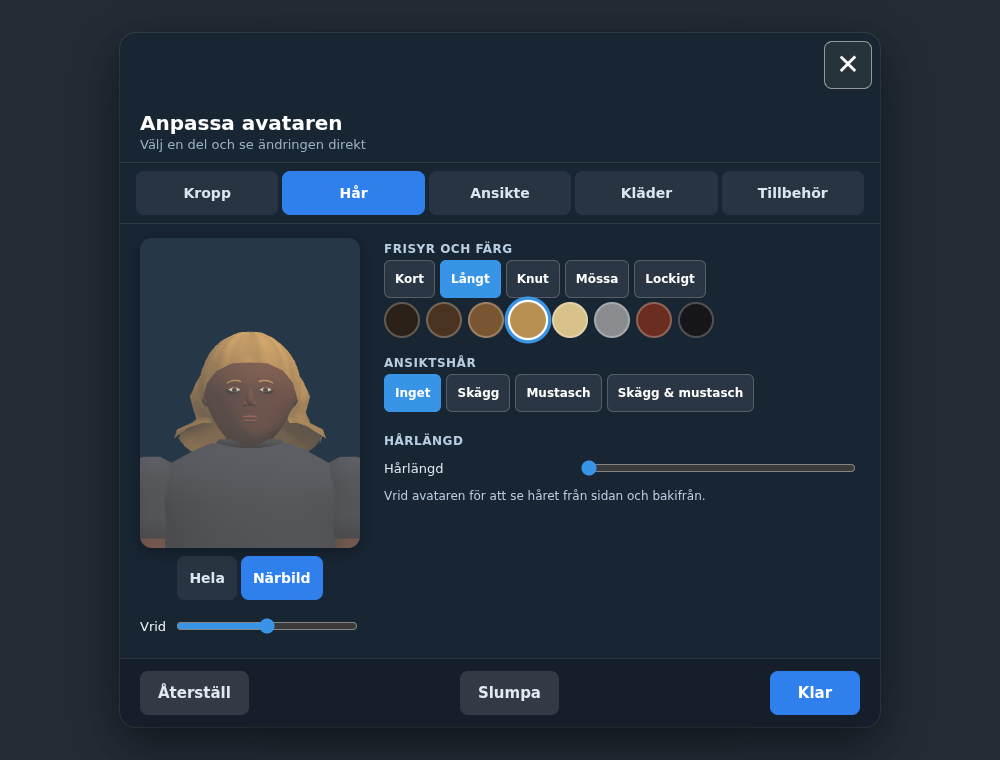 ✕
Anpassa avataren
Välj en del och se ändringen direkt
Kropp Hår Ansikte Kläder Tillbehör
FRISYR OCH FÄRG
Kort Långt Knut Mössa Lockigt
ANSIKTSHÅR
Inget Skägg Mustasch Skägg & mustasch
HÅRLÄNGD
Hårlängd
Vrid avataren för att se håret från sidan och bakifrån.
Hela Närbild
Vrid
Återställ Slumpa Klar